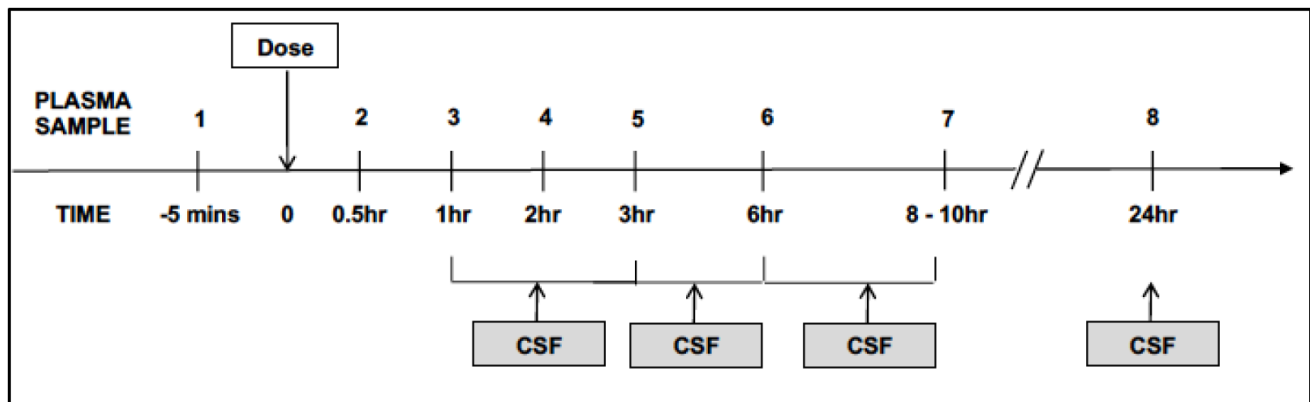 Dose
PLASMA
SAMPLE
1 2 3 4 5 6 7 8
TIME -5 mins 0 0.5hr 1hr 2hr 3hr 6hr 8 - 10hr 24hr
CSF CSF CSF CSF